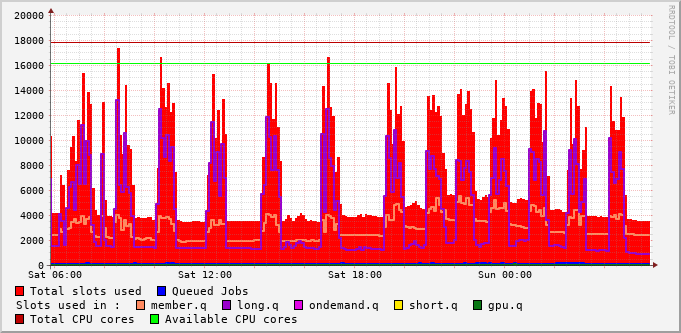 20000
18000
16000
14000
12000
10000
8000
6000
4000
2000
0
Sat 06:00 Sat 12:00 Sat 18:00 Sun 00:00
RRDTOOL / TOBI OETIKER
Total slots used Queued Jobs
Slots used in : member.q long.q ondemand.q short.q gpu.q
Total CPU cores Available CPU cores